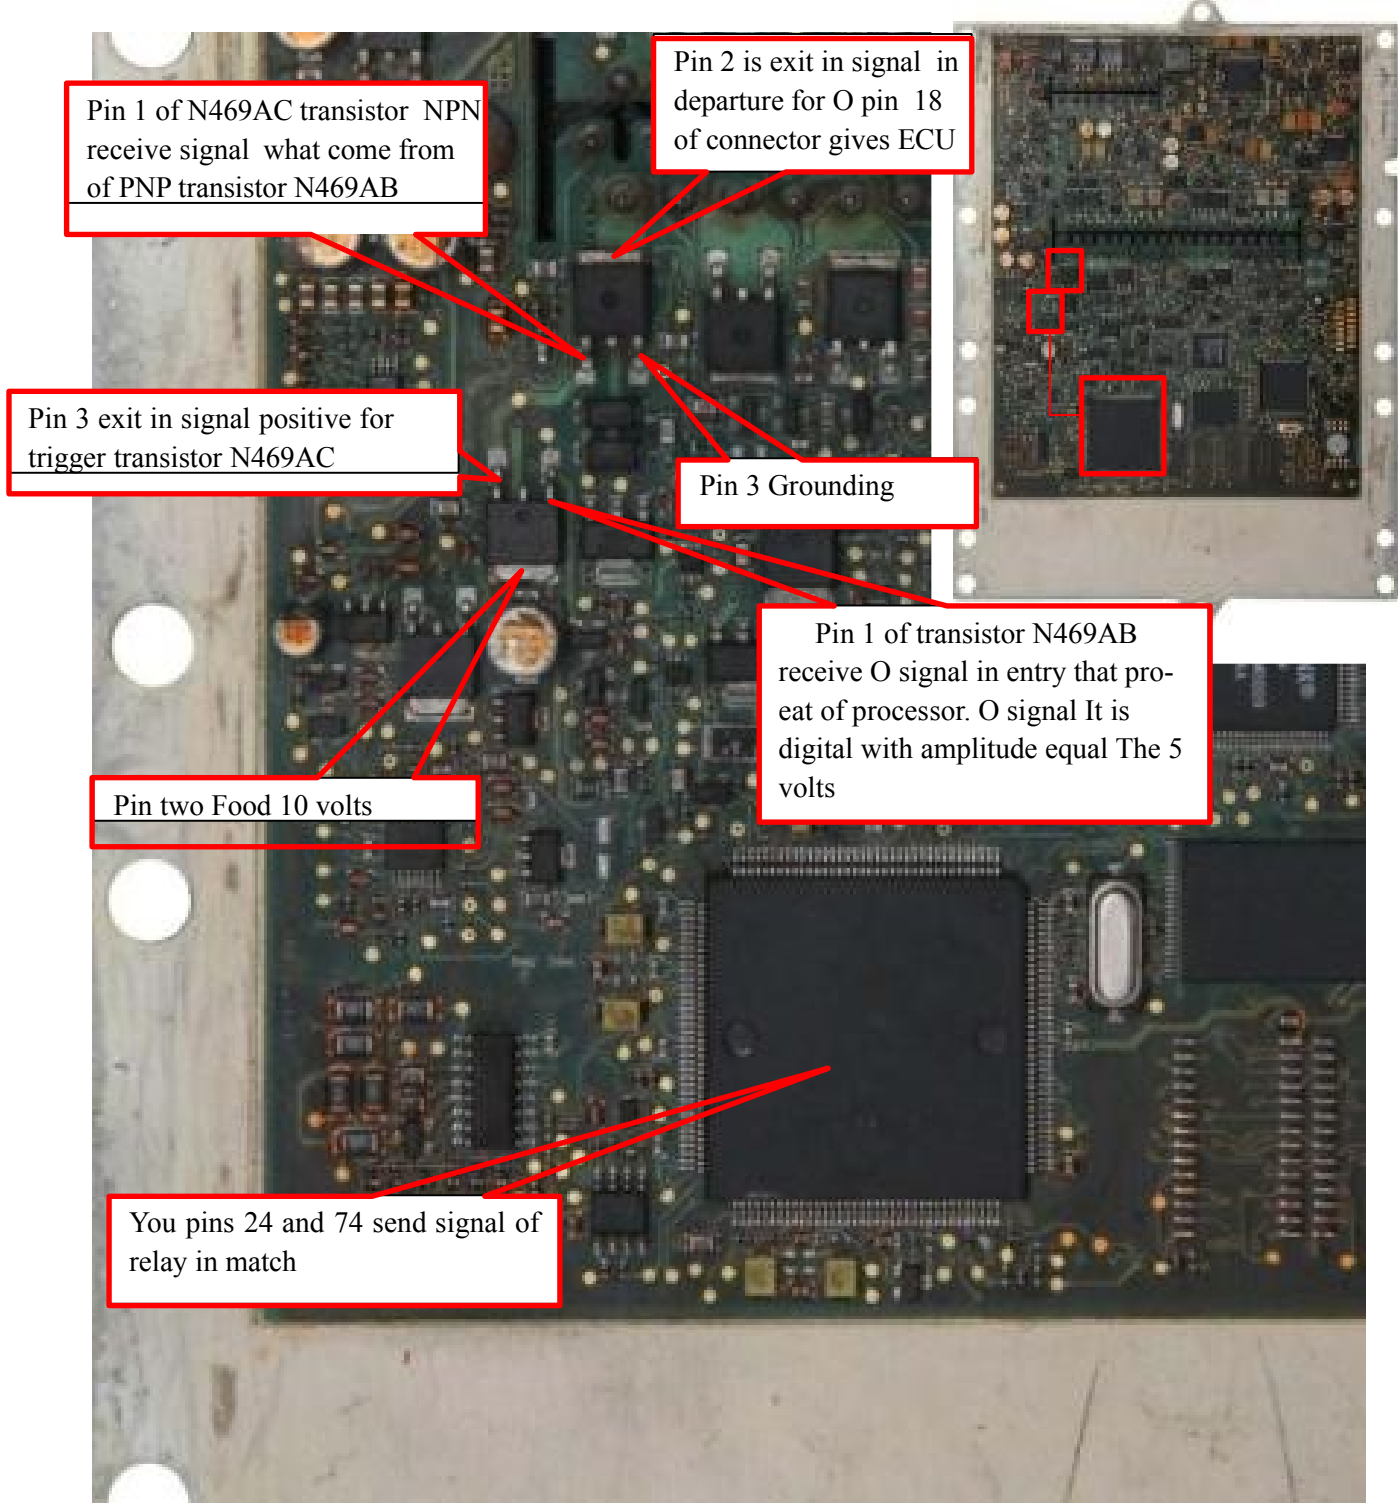 Pin 1 of N469AC transistor NPN
receive signal what come from
of PNP transistor N469AB
Pin 2 is exit in signal in
departure for O pin 18
of connector gives ECU
Pin 3 exit in signal positive for
trigger transistor N469AC
Pin 3 Grounding
Pin 1 of transistor N469AB
receive O signal in entry that pro-
eat of processor. O signal It is
digital with amplitude equal The 5
volts
Pin two Food 10 volts
You pins 24 and 74 send signal of
relay in match